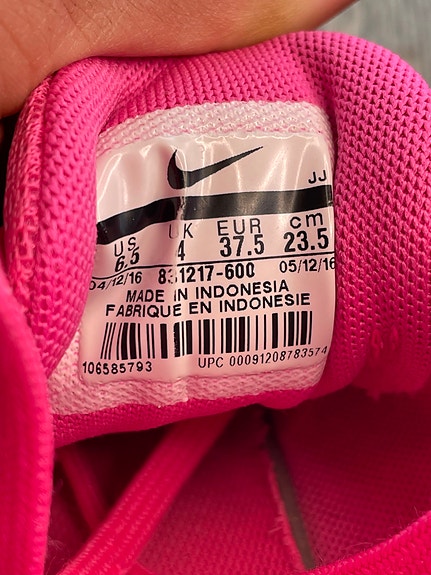 JJ
US UK EUR cm
6.5 4 37.5 23.5
04/12/16 831217-600 05/12/16
MADE IN INDONESIA
FABRIQUE EN INDONESIE
106585793 UPC 00091208783574